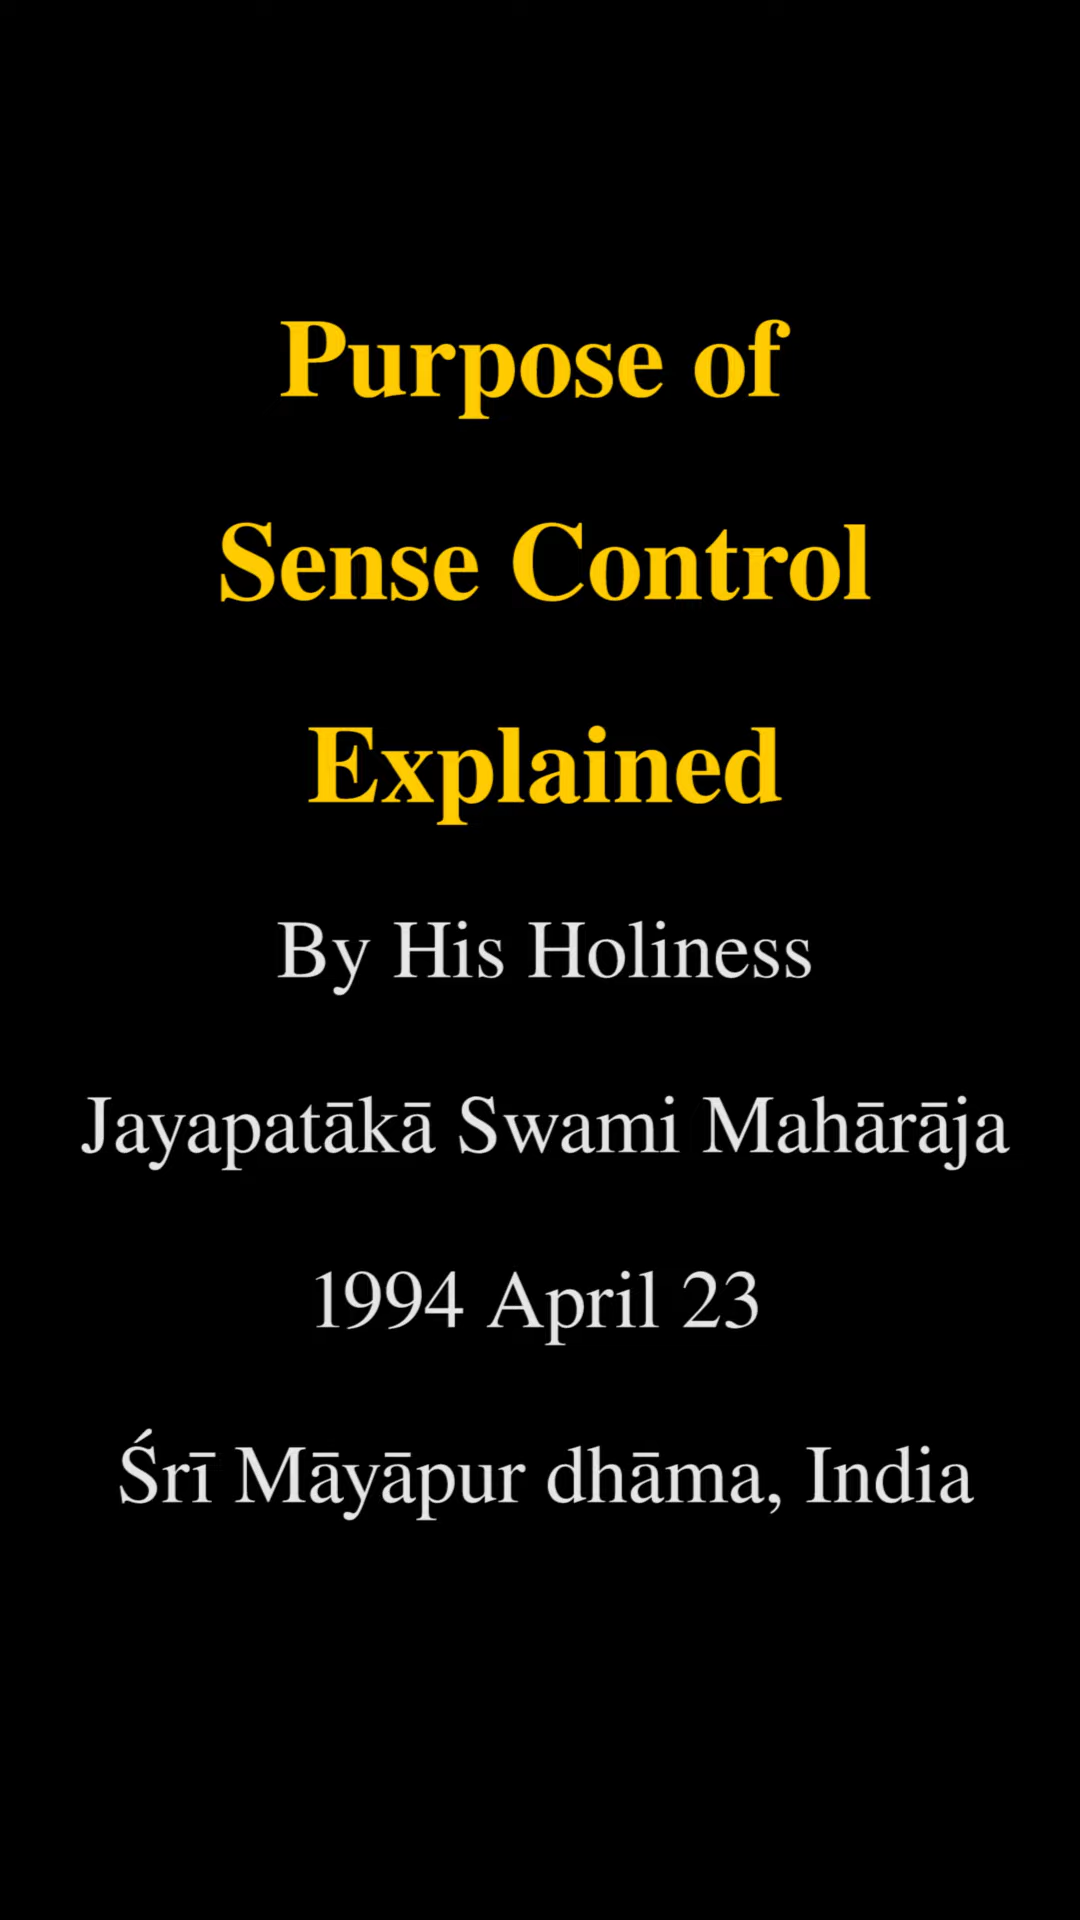 Purpose of
Sense Control
Explained
By His Holiness
Jayapatākā Swami Mahārāja
1994 April 23
Śrī Māyāpur dhāma, India